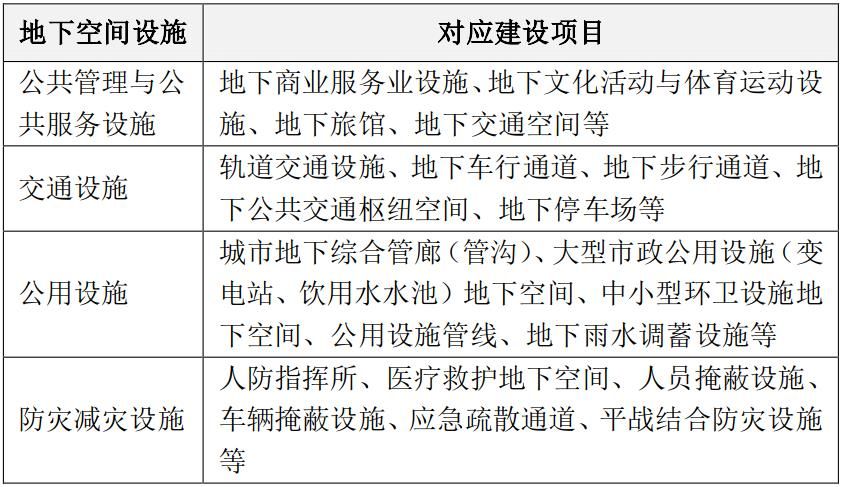 地下空间设施
对应建设项目
公共管理与公
共服务设施
地下商业服务业设施、地下文化活动与体育运动设
施、地下旅馆、地下交通空间等
交通设施
轨道交通设施、地下车行通道、地下步行通道、地
下公共交通枢纽空间、地下停车场等
公用设施
城市地下综合管廊（管沟）、大型市政公用设施（变
电站、饮用水水池）地下空间、中小型环卫设施地
下空间、公用设施管线、地下雨水调蓄设施等
防灾减灾设施
人防指挥所、医疗救护地下空间、人员掩蔽设施、
车辆掩蔽设施、应急疏散通道、平战结合防灾设施
等